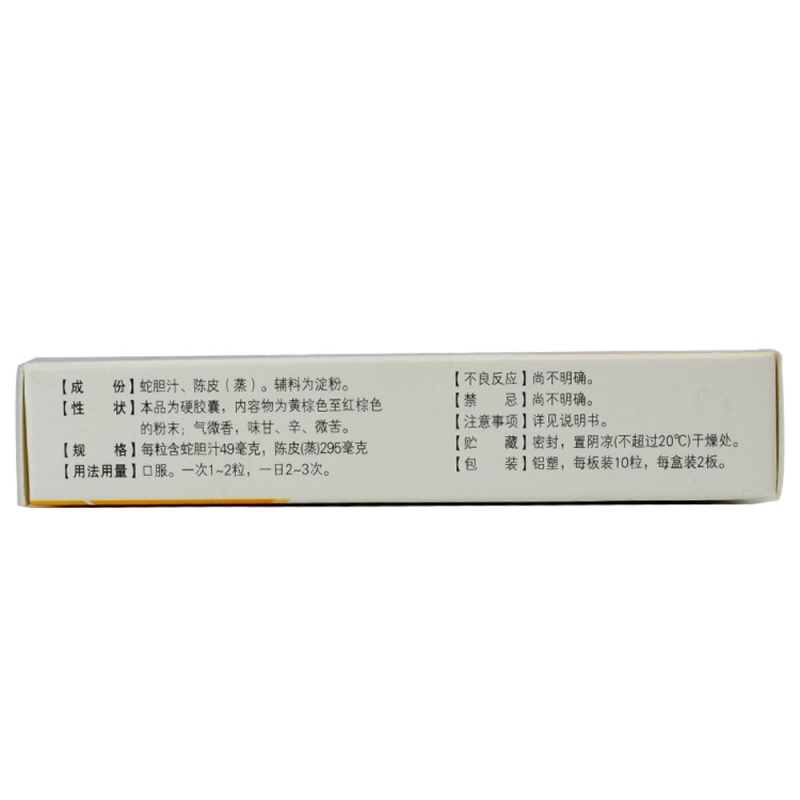 【成　份】蛇胆汁、陈皮（蒸）。辅料为淀粉。
【性　状】本品为硬胶囊，内容物为黄棕色至红棕色
的粉末；气微香，味甘、辛、微苦。
【规　格】每粒含蛇胆汁49毫克，陈皮(蒸)295毫克
【用法用量】口服。一次1~2粒，一日2~3次。
【不良反应】尚不明确。
【禁　忌】尚不明确。
【注意事项】详见说明书。
【贮　藏】密封，置阴凉(不超过20℃)干燥处。
【包　装】铝塑，每板装10粒，每盒装2板。